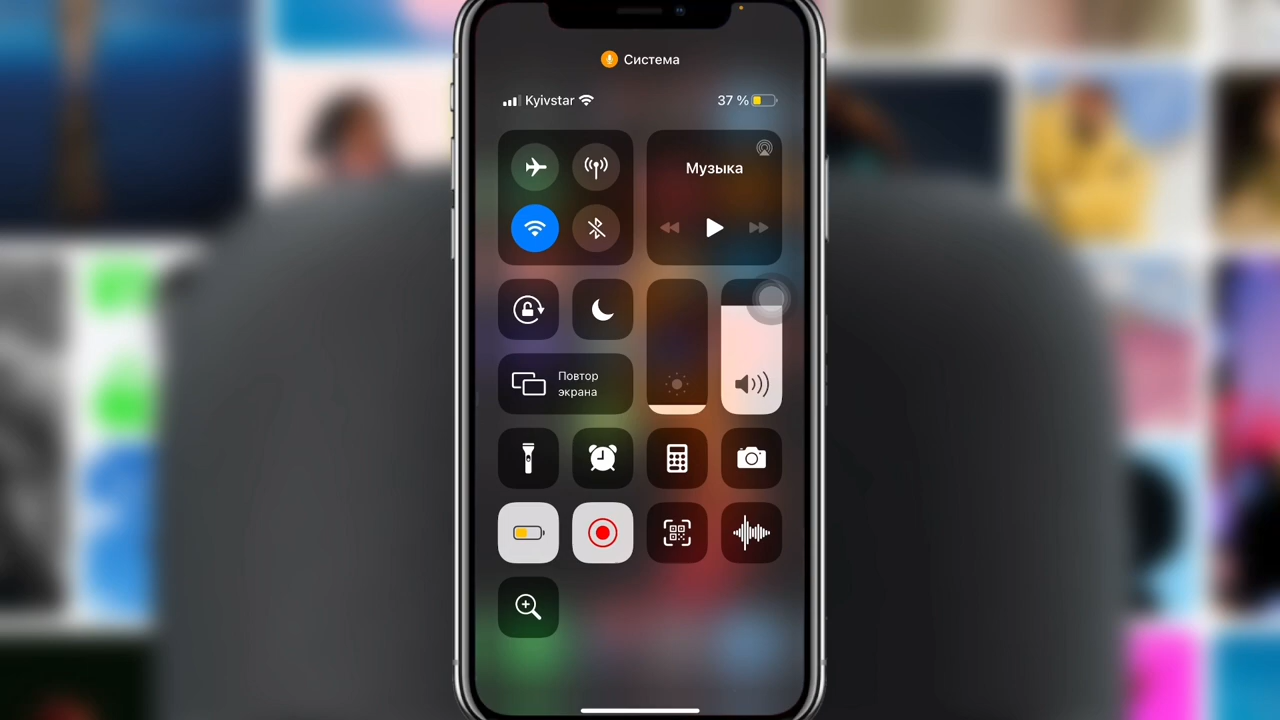 Система
Kyivstar
37 %
Музыка
Повтор
экрана